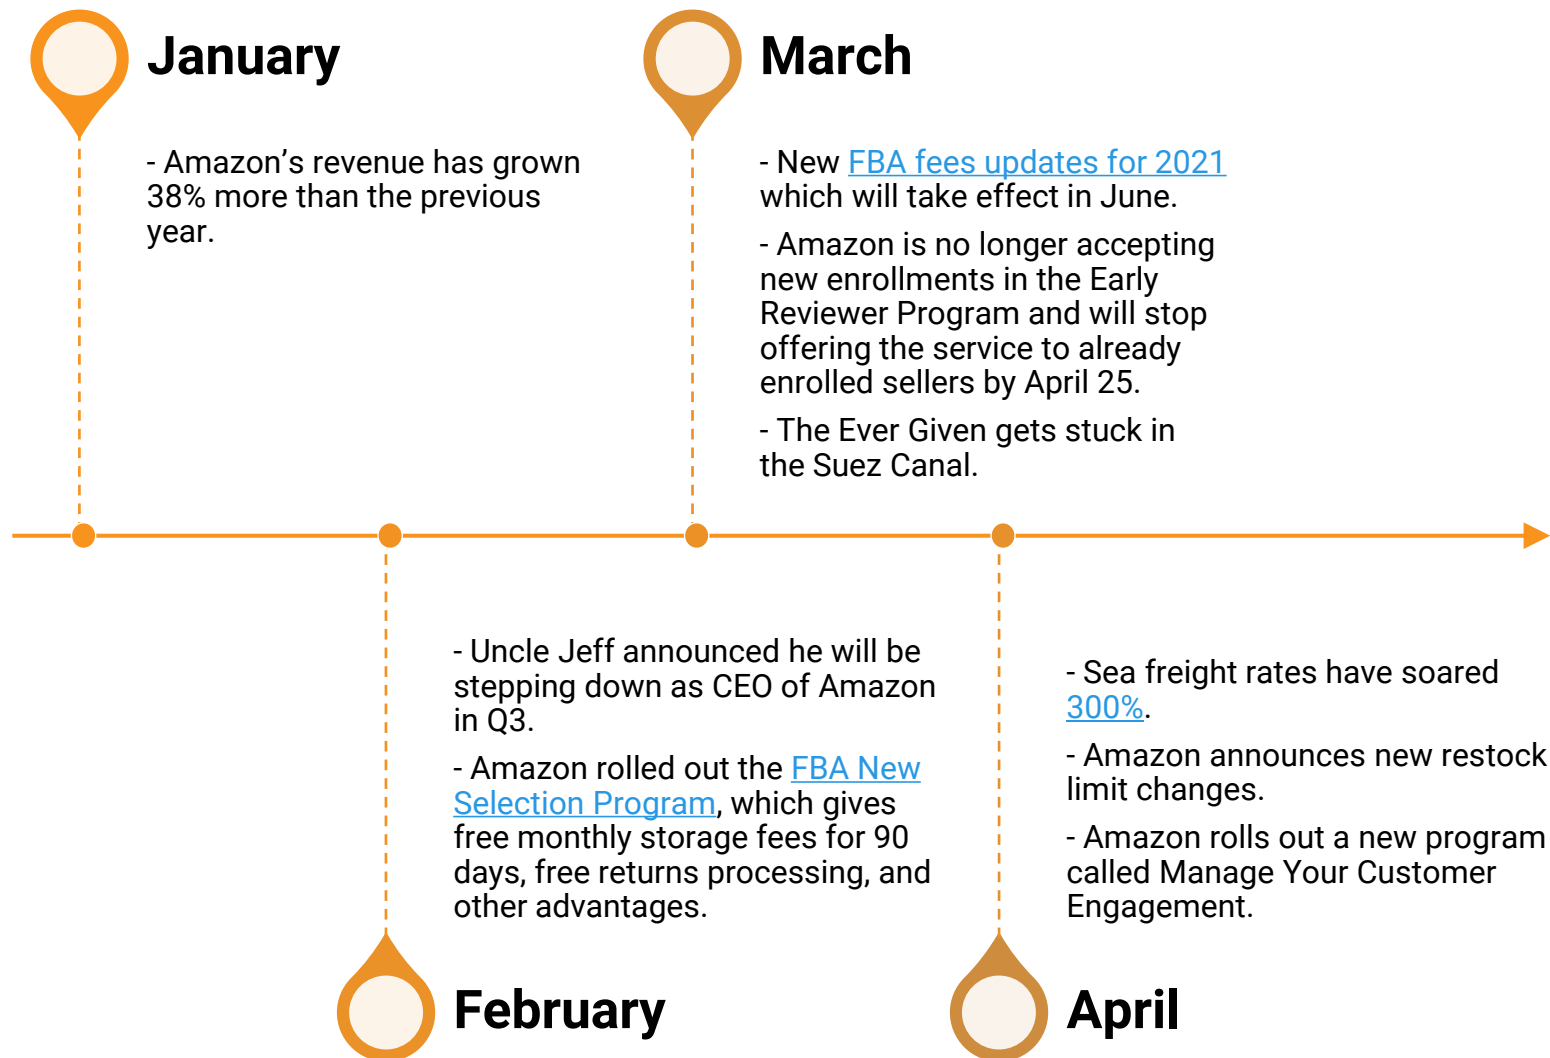 January
- Amazon’s revenue has grown
38% more than the previous
year.
March
- New FBA fees updates for 2021
which will take effect in June.
- Amazon is no longer accepting
new enrollments in the Early
Reviewer Program and will stop
offering the service to already
enrolled sellers by April 25.
- The Ever Given gets stuck in
the Suez Canal.
- Uncle Jeff announced he will be
stepping down as CEO of Amazon
in Q3.
- Amazon rolled out the FBA New
Selection Program, which gives
free monthly storage fees for 90
days, free returns processing, and
other advantages.
February
- Sea freight rates have soared
300%.
- Amazon announces new restock
limit changes.
- Amazon rolls out a new program
called Manage Your Customer
Engagement.
April